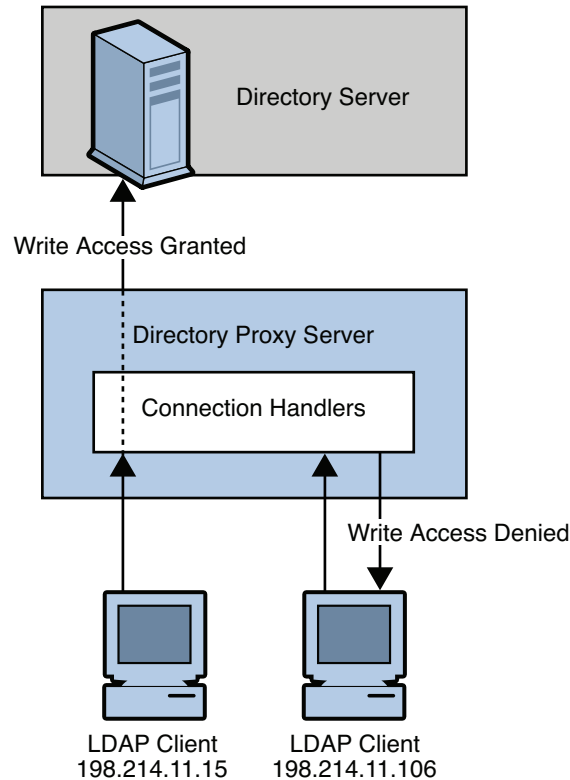 Directory Server
Write Access Granted
Directory Proxy Server
Connection Handlers
Write Access Denied
LDAP Client
198.214.11.15
LDAP Client
198.214.11.106